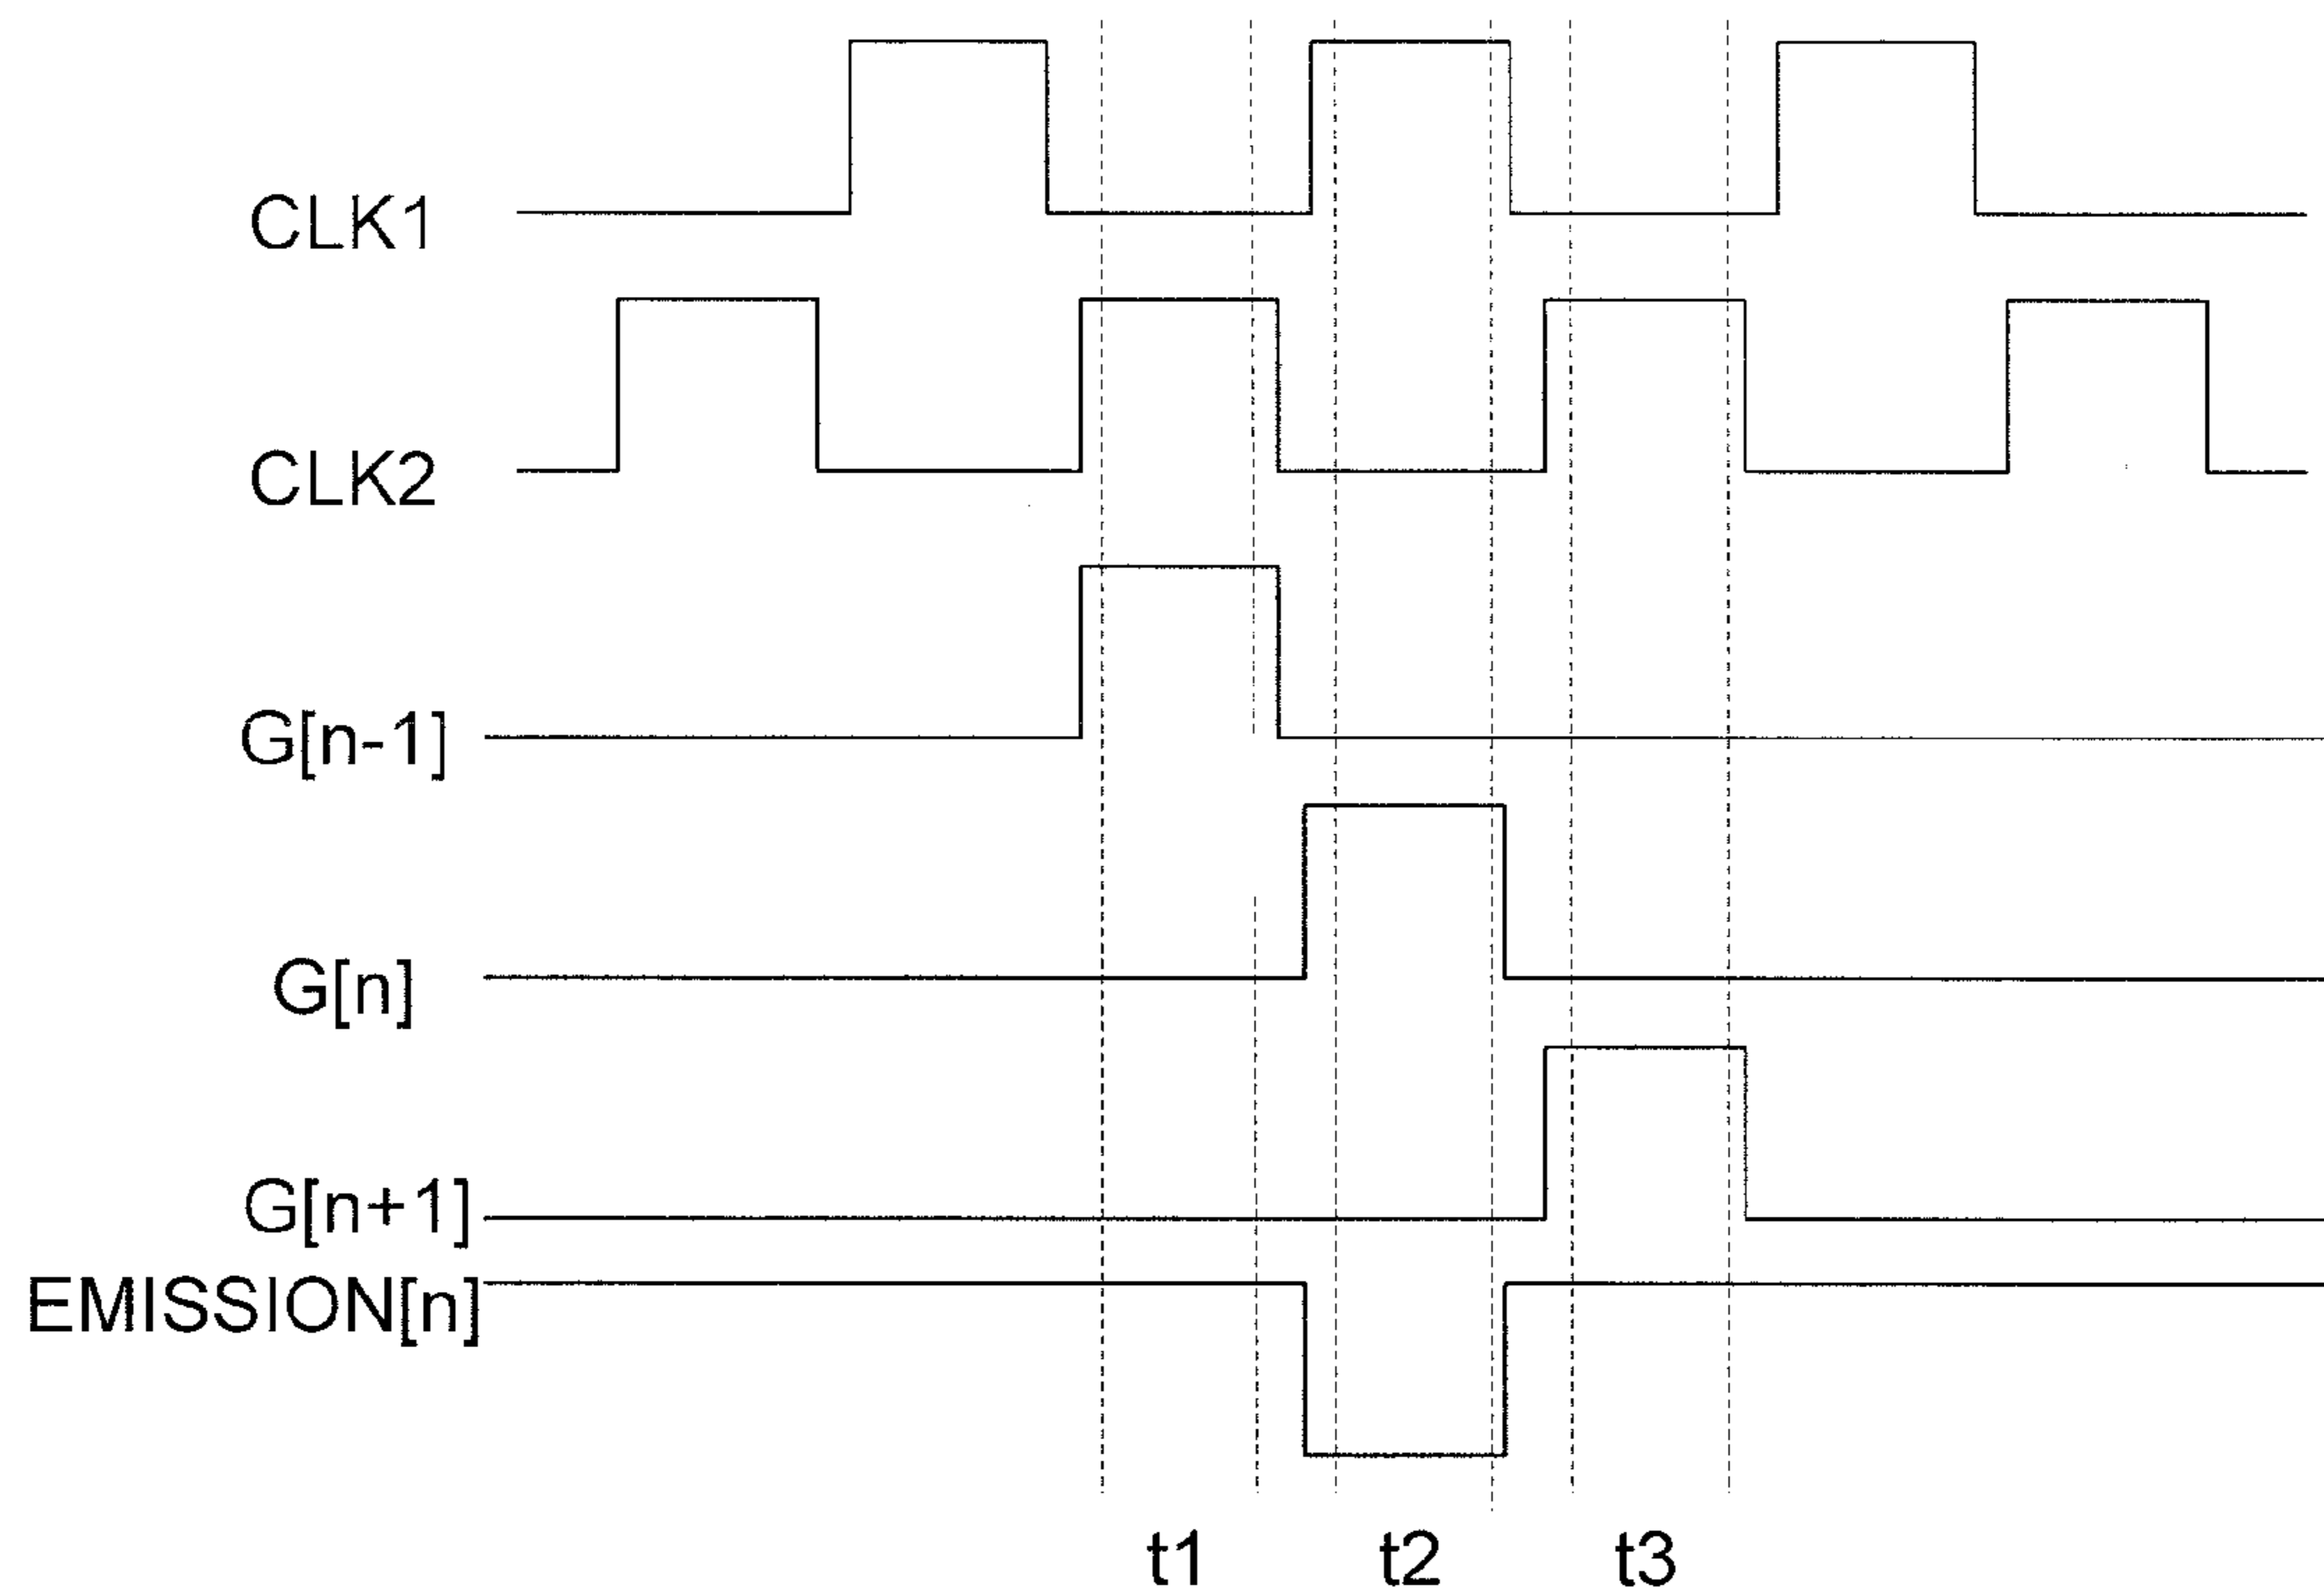 CLK1
CLK2
G[n-1]
G[n]
G[n+1]
EMISSION[n]
t1 t2 t3